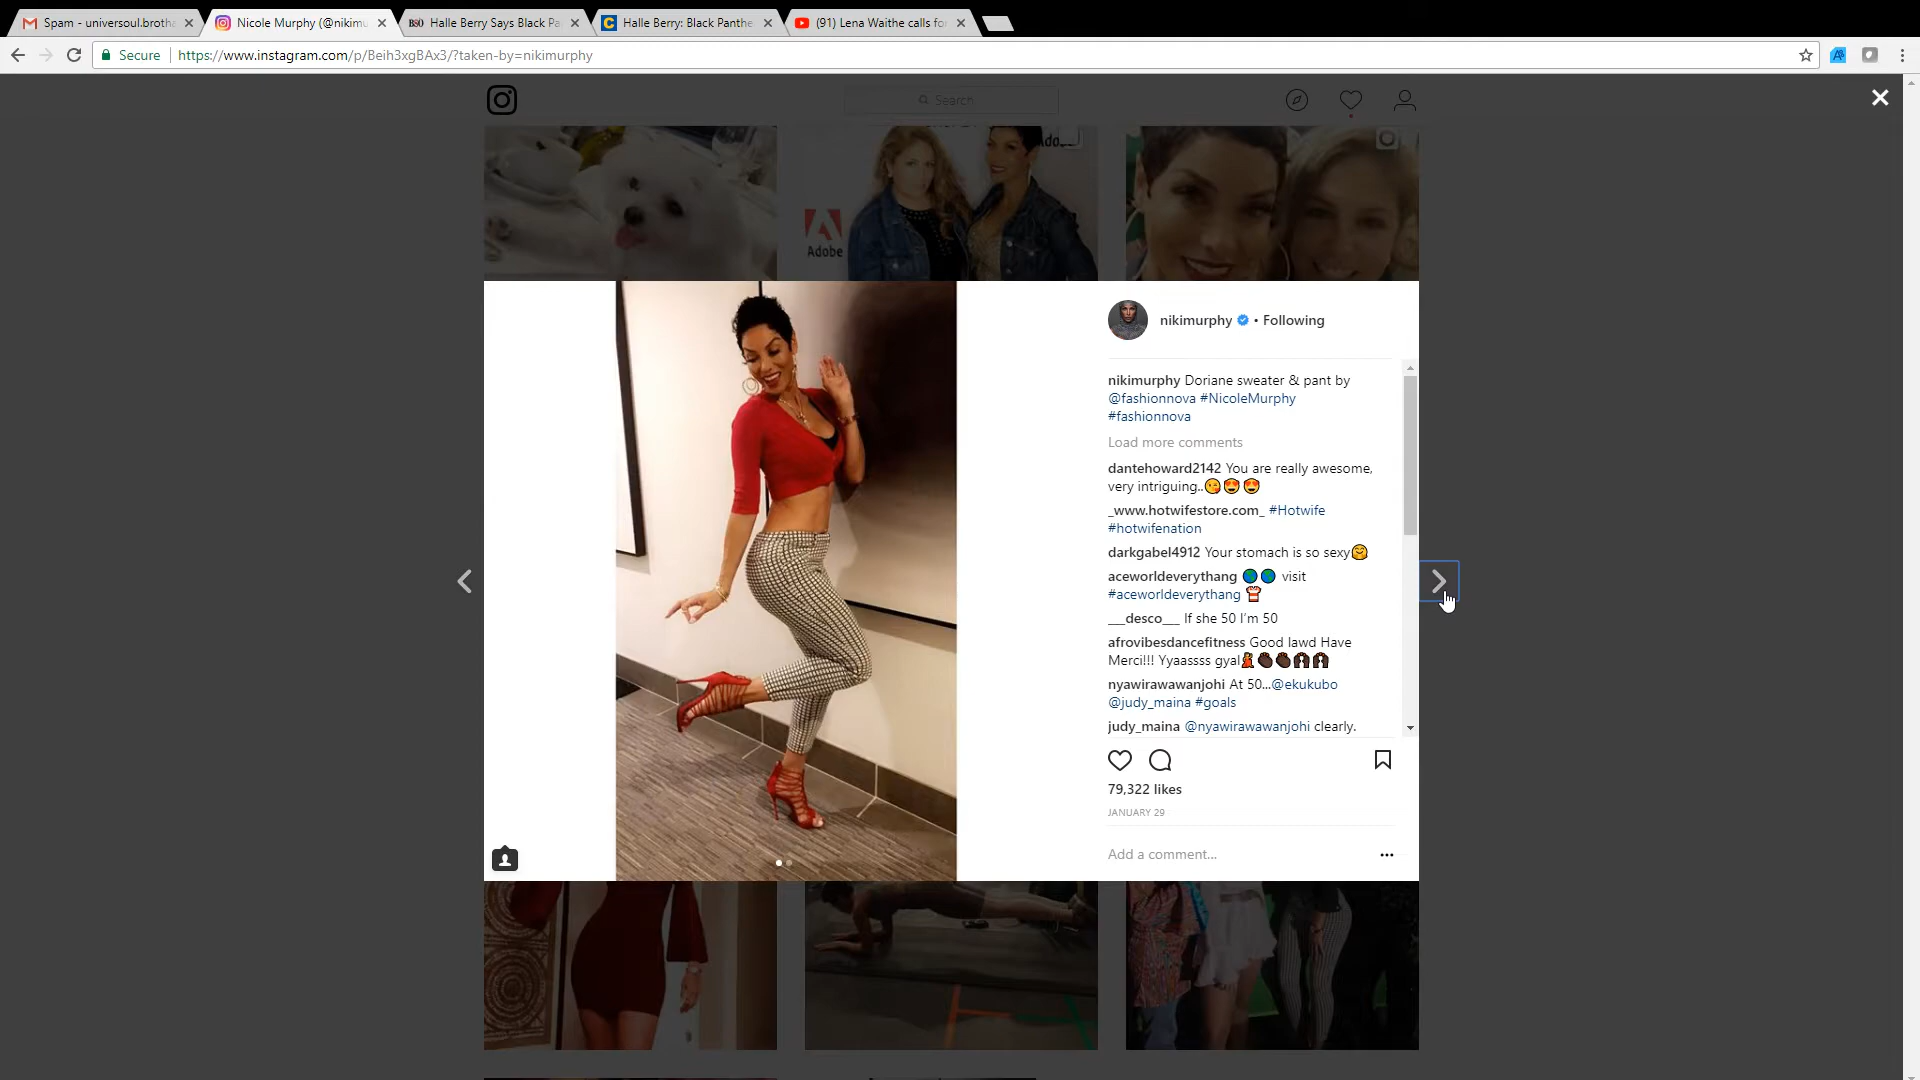 Spam - universoul.brotha
Nicole Murphy (@nikimu
BSO Halle Berry Says Black Pa
Halle Berry: Black Panthe
(91) Lena Waithe calls for
Secure
https://www.instagram.com/p/Beih3xgBAx3/?taken-by=nikimurphy
Search
Adobe
nikimurphy • Following
nikimurphy Doriane sweater & pant by
@fashionnova #NicoleMurphy
#fashionnova
Load more comments
dantehoward2142 You are really awesome,
very intriguing..😘😍😍
_www.hotwifestore.com_ #Hotwife
#hotwifenation
darkgabel4912 Your stomach is so sexy🤗
aceworldeverythang 🌎🌎 visit
#aceworldeverythang
___desco___ If she 50 I'm 50
afrovibesdancefitness Good lawd Have
Merci!!! Yyaassss gyal
nyawirawawanjohi At 50...@ekukubo
@judy_maina #goals
judy_maina @nyawirawawanjohi clearly.
79,322 likes
JANUARY 29
Add a comment...